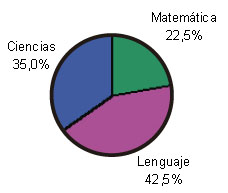 Matemática
22,5%
Ciencias
35,0%
Lenguaje
42,5%